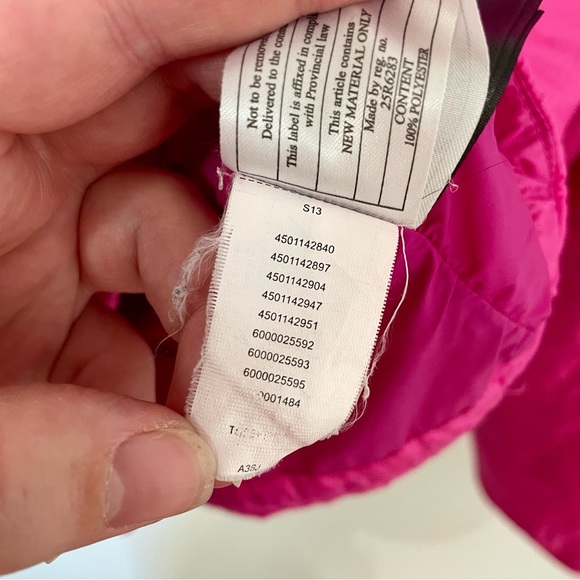 Not to be removed
Delivered to the
This label is affixed in
with Provincial law
This article contains
NEW MATERIAL ONLY
Made by reg. no.
25R6283
CONTENT
100% POLYESTER
S13
4501142840
4501142897
4501142904
4501142947
4501142951
6000025592
6000025593
6000025595